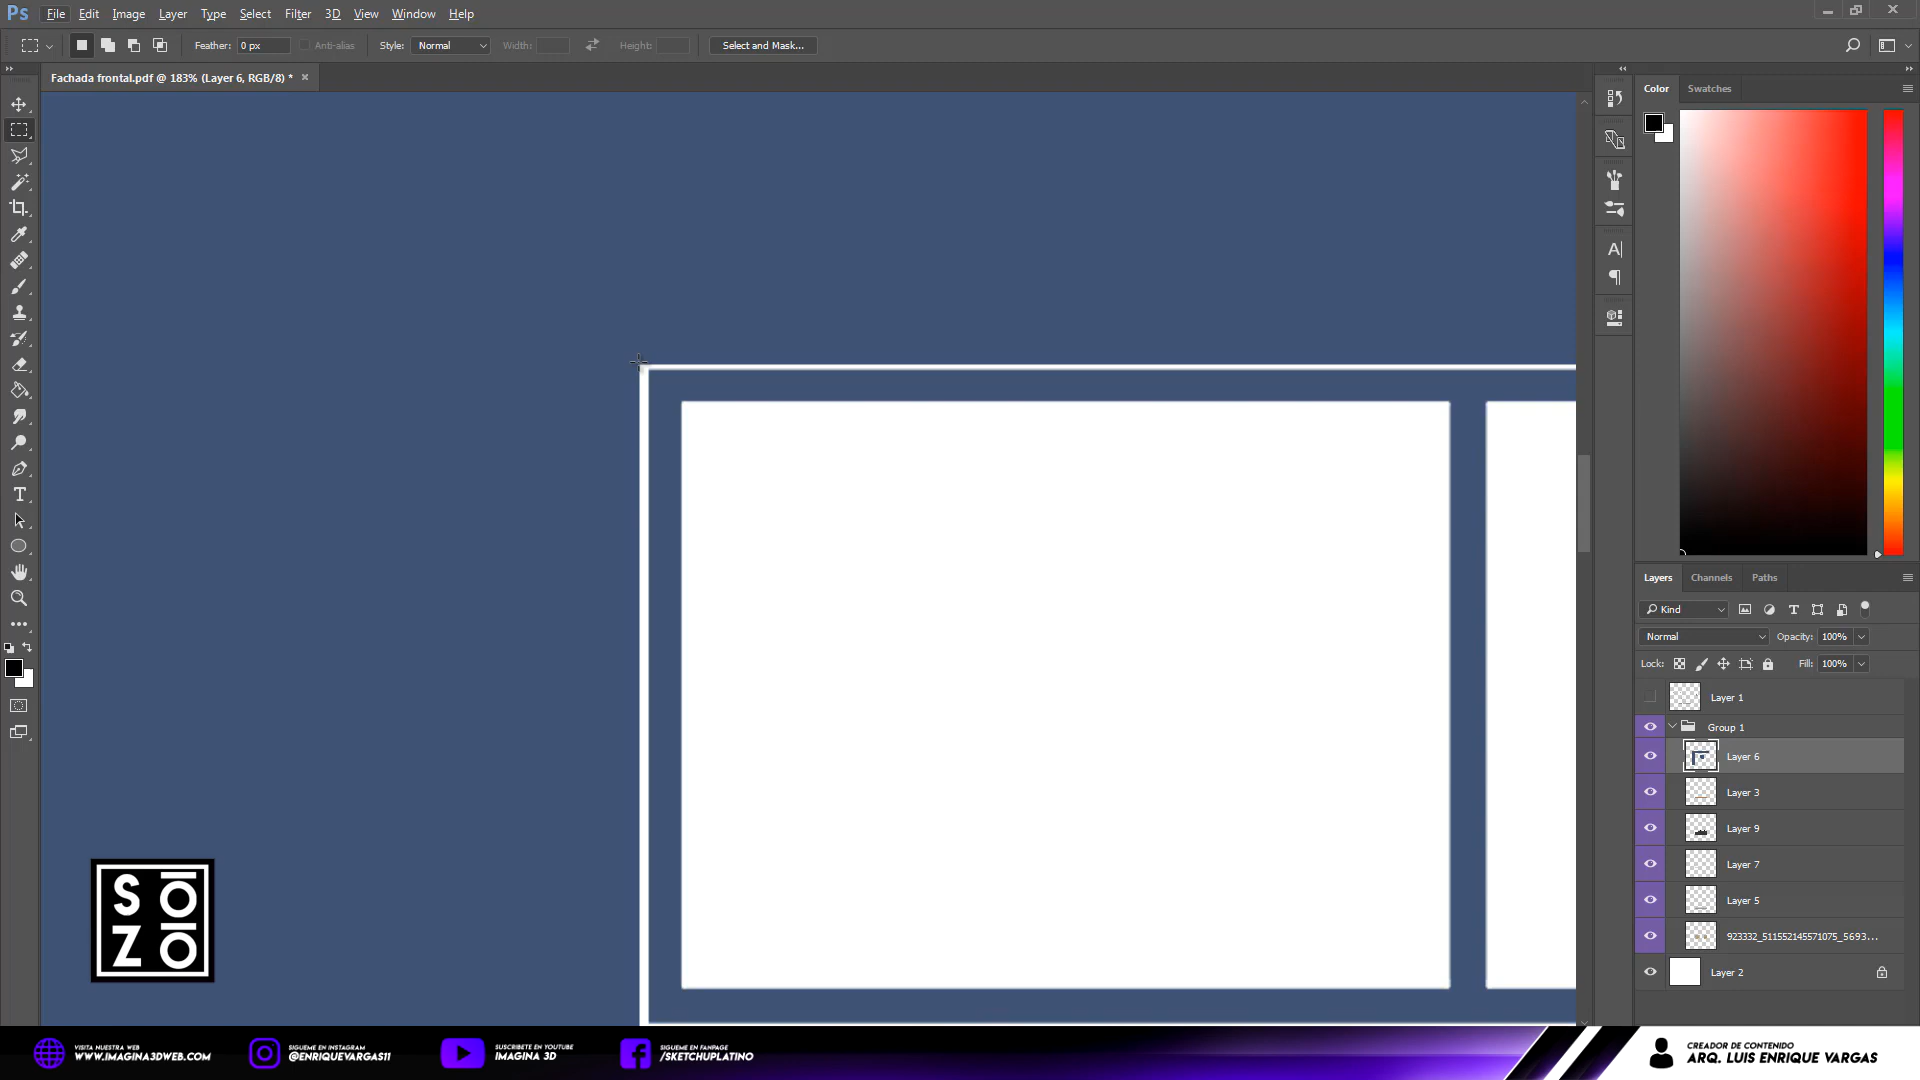 Ps File Edit Image Layer Type Select Filter 3D View Window Help
Feather: 0 px Anti-alias Style: Normal Width: Height: Select and Mask...
Fachada frontal.pdf @ 183% (Layer 6, RGB/8) *
Color Swatches
Layers Channels Paths
Kind
Normal Opacity: 100%
Lock: Fill: 100%
Layer 1
Group 1
Layer 6
Layer 3
Layer 9
Layer 7
Layer 5
923332_511552145571075_5693...
Layer 2
SŌ
ZO
VISITA NUESTRA WEB
WWW.IMAGINA3DWEB.COM
SIGUEME EN INSTAGRAM
@ENRIQUEVARGAS11
SUSCRIBETE EN YOUTUBE
IMAGINA 3D
SIGUEME EN FANPAGE
/SKETCHUPLATINO
CREADOR DE CONTENIDO
ARQ. LUIS ENRIQUE VARGAS